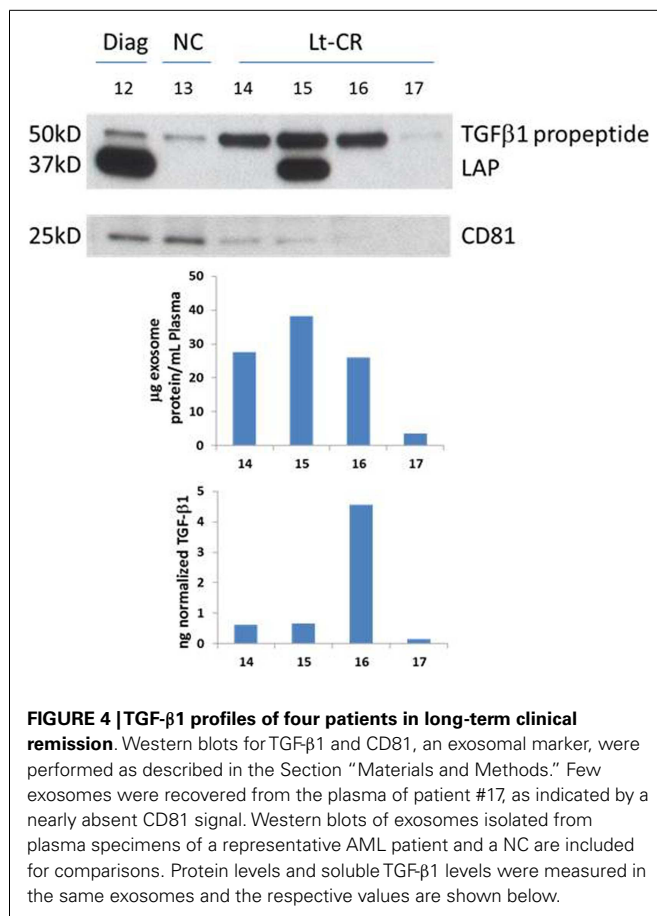 Diag NC Lt-CR
12 13 14 15 16 17
50kD TGFβ1 propeptide
37kD LAP
25kD CD81
µg exosome
protein/mL Plasma
50
40
30
20
10
0
14 15 16 17
ng normalized TGF-β1
5
4
3
2
1
0
14 15 16 17
FIGURE 4 | TGF-β1 profiles of four patients in long-term clinical
remission. Western blots for TGF-β1 and CD81, an exosomal marker, were
performed as described in the Section “Materials and Methods.” Few
exosomes were recovered from the plasma of patient #17, as indicated by a
nearly absent CD81 signal. Western blots of exosomes isolated from
plasma specimens of a representative AML patient and a NC are included
for comparisons. Protein levels and soluble TGF-β1 levels were measured in
the same exosomes and the respective values are shown below.